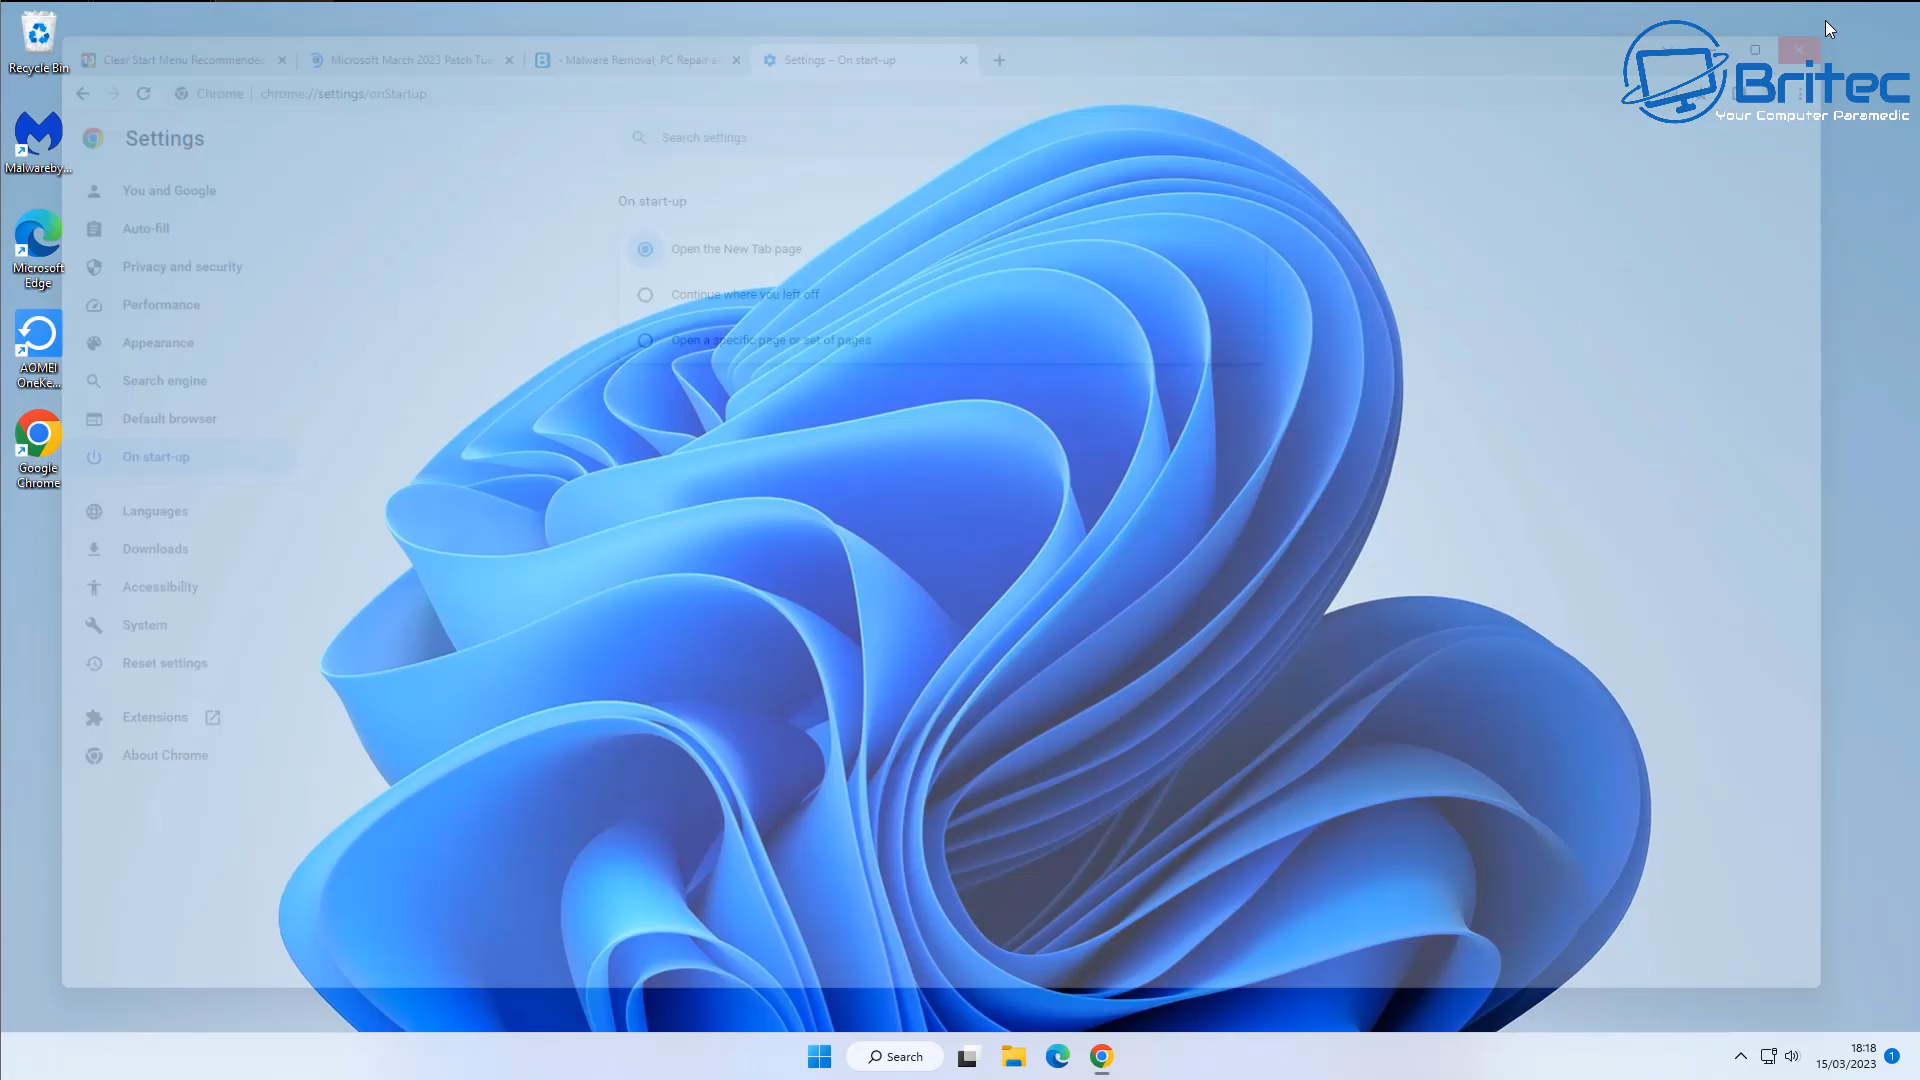 Recycle Bin
Malwareby...
Microsoft
Edge
AOMEI
OneKe...
Google
Chrome
Clear Start Menu Recommended
Microsoft March 2023 Patch Tue
- Malware Removal, PC Repair a
Settings – On start-up
Chrome
chrome://settings/onStartup
Settings
Search settings
You and Google
Auto-fill
Privacy and security
Performance
Appearance
Search engine
Default browser
On start-up
Languages
Downloads
Accessibility
System
Reset settings
Extensions
About Chrome
On start-up
Open the New Tab page
Continue where you left off
Open a specific page or set of pages
Britec
Your Computer Paramedic
Search
18:18
15/03/2023
1